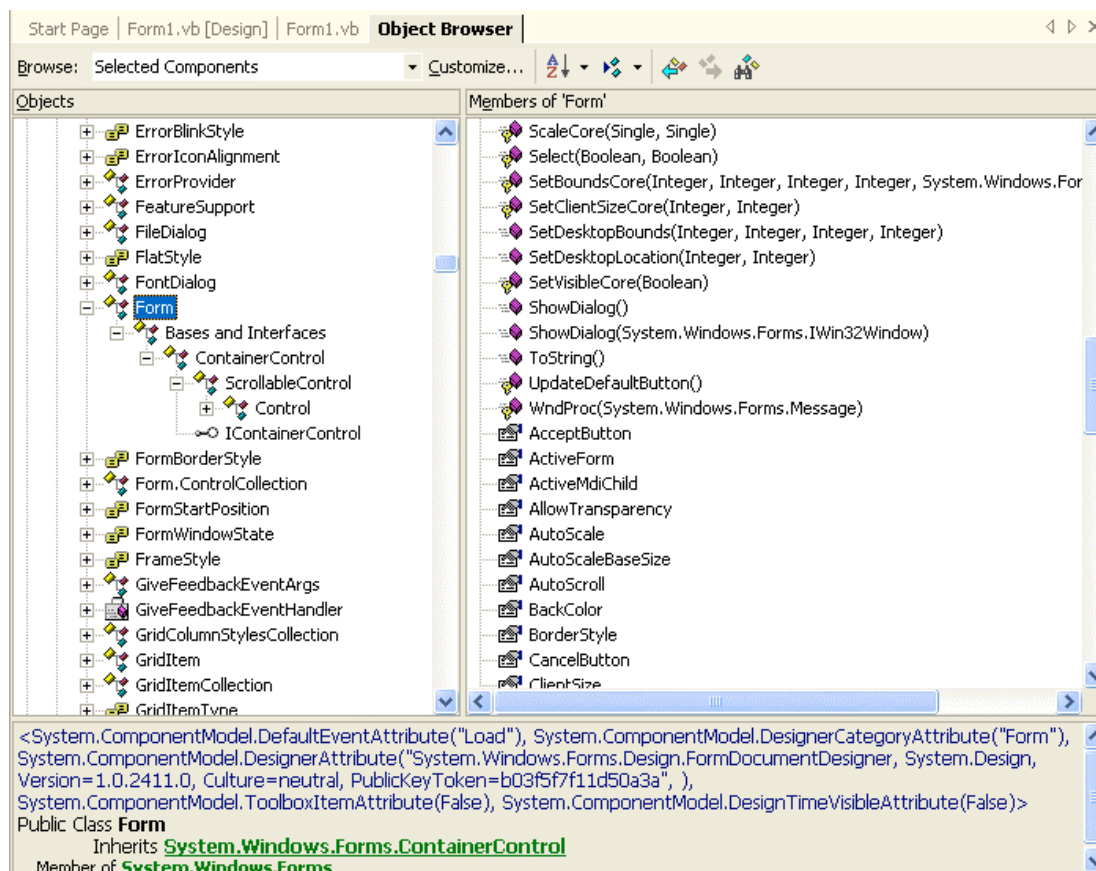 Start Page | Form1.vb [Design] | Form1.vb Object Browser
Browse: Selected Components Customize...
Objects
ErrorBlinkStyle
ErrorIconAlignment
ErrorProvider
FeatureSupport
FileDialog
FlatStyle
FontDialog
Form
Bases and Interfaces
ContainerControl
ScrollableControl
Control
IContainerControl
FormBorderStyle
Form.ControlCollection
FormStartPosition
FormWindowState
FrameStyle
GiveFeedbackEventArgs
GiveFeedbackEventHandler
GridColumnStylesCollection
GridItem
GridItemCollection
GridItemType
Members of 'Form'
ScaleCore(Single, Single)
Select(Boolean, Boolean)
SetBoundsCore(Integer, Integer, Integer, Integer, System.Windows.For
SetClientSizeCore(Integer, Integer)
SetDesktopBounds(Integer, Integer, Integer, Integer)
SetDesktopLocation(Integer, Integer)
SetVisibleCore(Boolean)
ShowDialog()
ShowDialog(System.Windows.Forms.IWin32Window)
ToString()
UpdateDefaultButton()
WndProc(System.Windows.Forms.Message)
AcceptButton
ActiveForm
ActiveMdiChild
AllowTransparency
AutoScale
AutoScaleBaseSize
AutoScroll
BackColor
BorderStyle
CancelButton
ClientSize
<System.ComponentModel.DefaultEventAttribute("Load"), System.ComponentModel.DesignerCategoryAttribute("Form"),
System.ComponentModel.DesignerAttribute("System.Windows.Forms.Design.FormDocumentDesigner, System.Design,
Version=1.0.2411.0, Culture=neutral, PublicKeyToken=b03f5f7f11d50a3a", ),
System.ComponentModel.ToolboxItemAttribute(False), System.ComponentModel.DesignTimeVisibleAttribute(False)>
Public Class Form
Inherits System.Windows.Forms.ContainerControl
Member of System.Windows.Forms